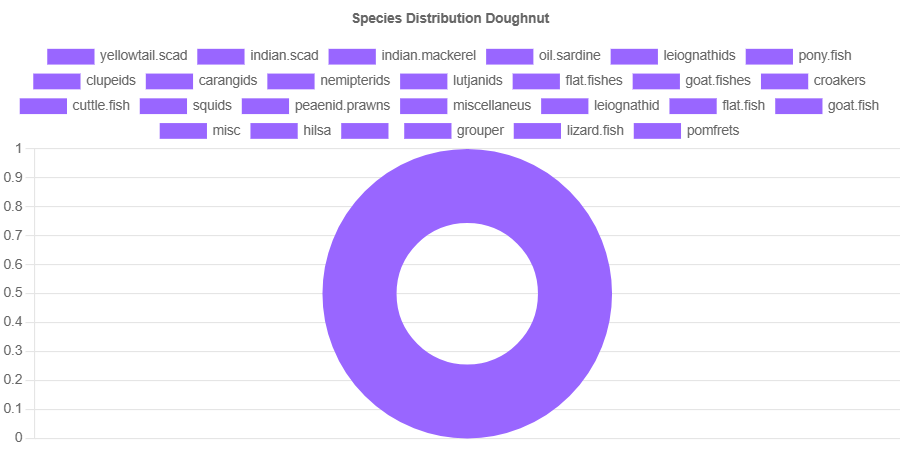 Species Distribution Doughnut
yellowtail.scad indian.scad indian.mackerel oil.sardine leiognathids pony.fish
clupeids carangids nemipterids lutjanids flat.fishes goat.fishes croakers
cuttle.fish squids peaenid.prawns miscellaneus leiognathid flat.fish goat.fish
misc hilsa grouper lizard.fish pomfrets
1
0.9
0.8
0.7
0.6
0.5
0.4
0.3
0.2
0.1
0